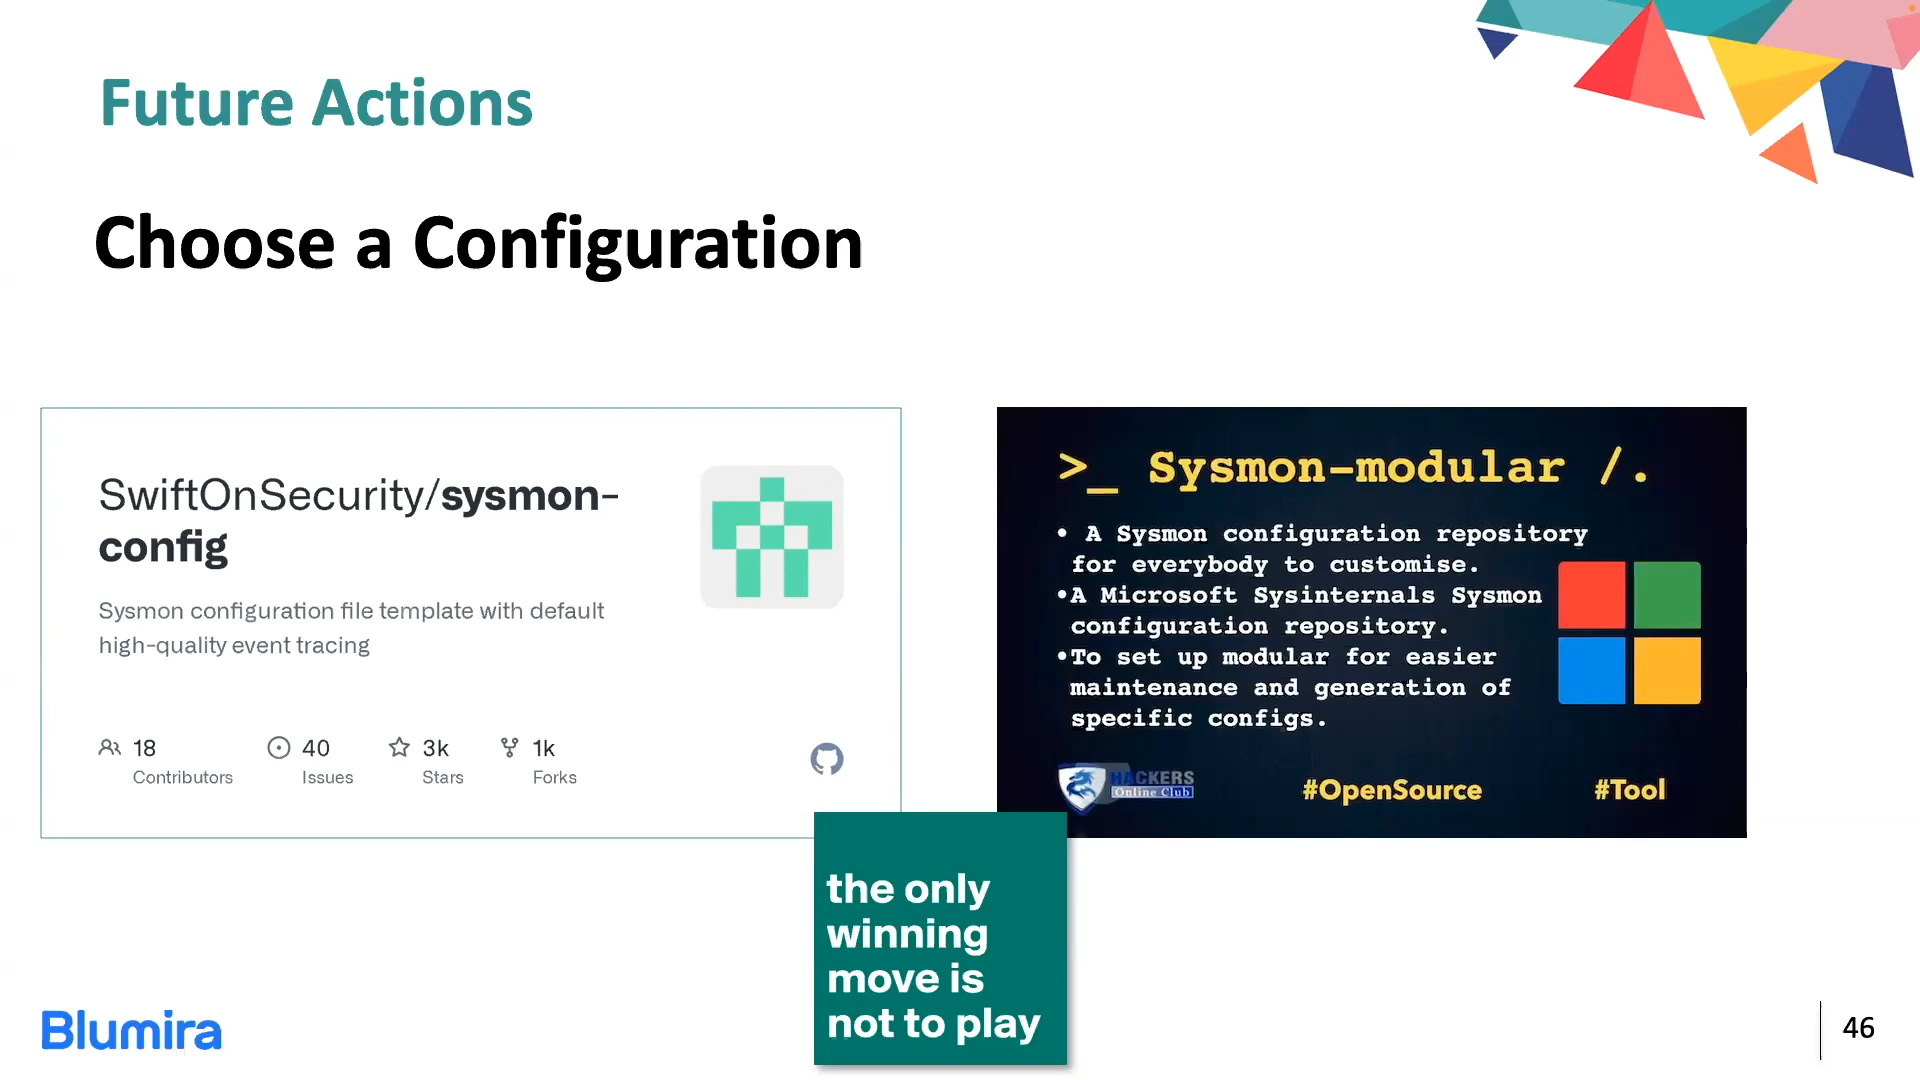 Future Actions
Choose a Configuration
SwiftOnSecurity/sysmon-
config
Sysmon configuration file template with default
high-quality event tracing
18
Contributors
40
Issues
3k
Stars
1k
Forks
>_ Sysmon-modular /.
• A Sysmon configuration repository
for everybody to customise.
•A Microsoft Sysinternals Sysmon
configuration repository.
•To set up modular for easier
maintenance and generation of
specific configs.
HACKERS
Online Club
#OpenSource
#Tool
the only
winning
move is
not to play
Blumira
46